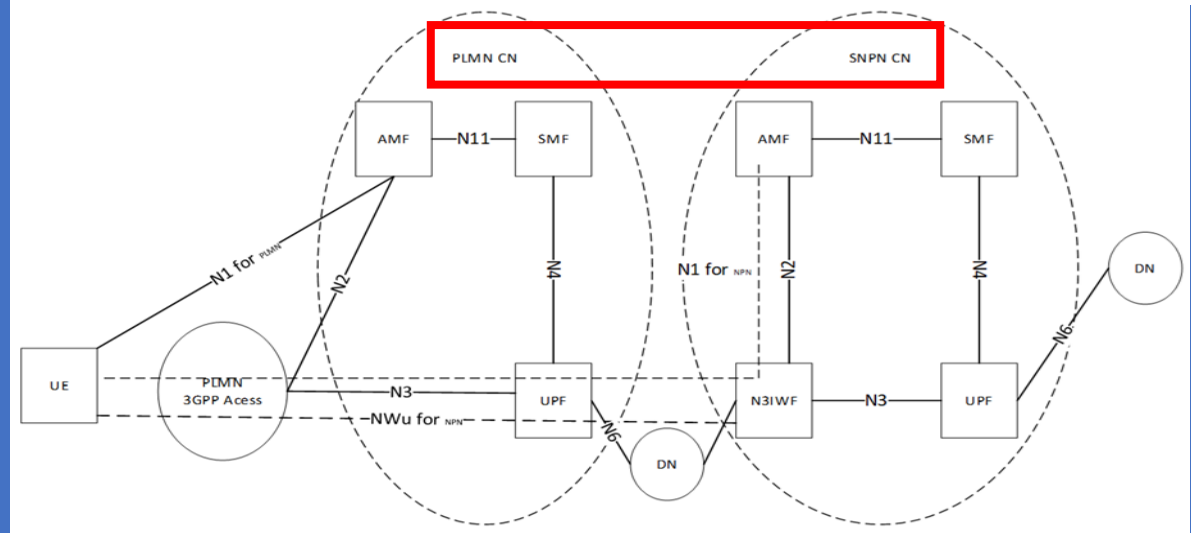 PLMN CN
SNPN CN
AMF
N11
SMF
AMF
N11
SMF
N1 for PLMN
N2
N4
N1 for NPN
N2
N4
DN
N6
UE
PLMN
3GPP Acess
N3
UPF
N3IWF
N3
UPF
NWu for NPN
N6
DN